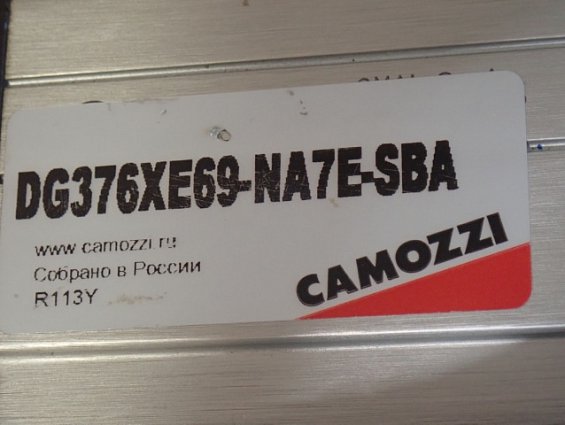 DG376XE69-NA7E-SBA
www.camozzi.ru
Собрано в России
R113Y
CAMOZZI